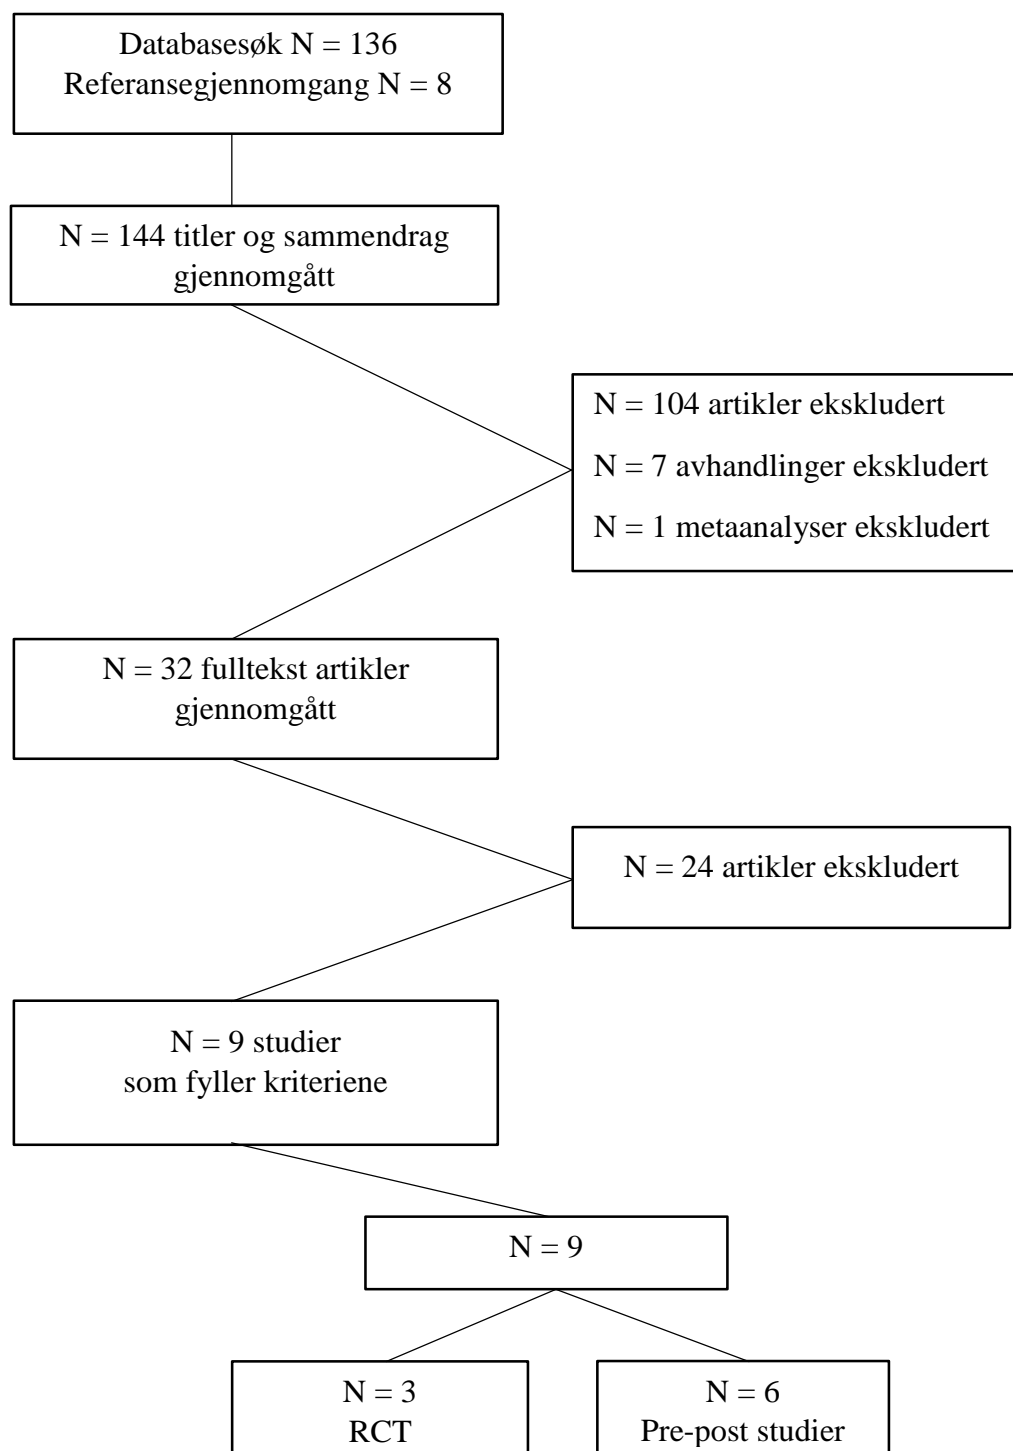 Databasesøk N = 136
Referansegjennomgang N = 8
N = 144 titler og sammendrag
gjennomgått
N = 104 artikler ekskludert
N = 7 avhandlinger ekskludert
N = 1 metaanalyser ekskludert
N = 32 fulltekst artikler
gjennomgått
N = 24 artikler ekskludert
N = 9 studier
som fyller kriteriene
N = 9
N = 3
RCT
N = 6
Pre-post studier